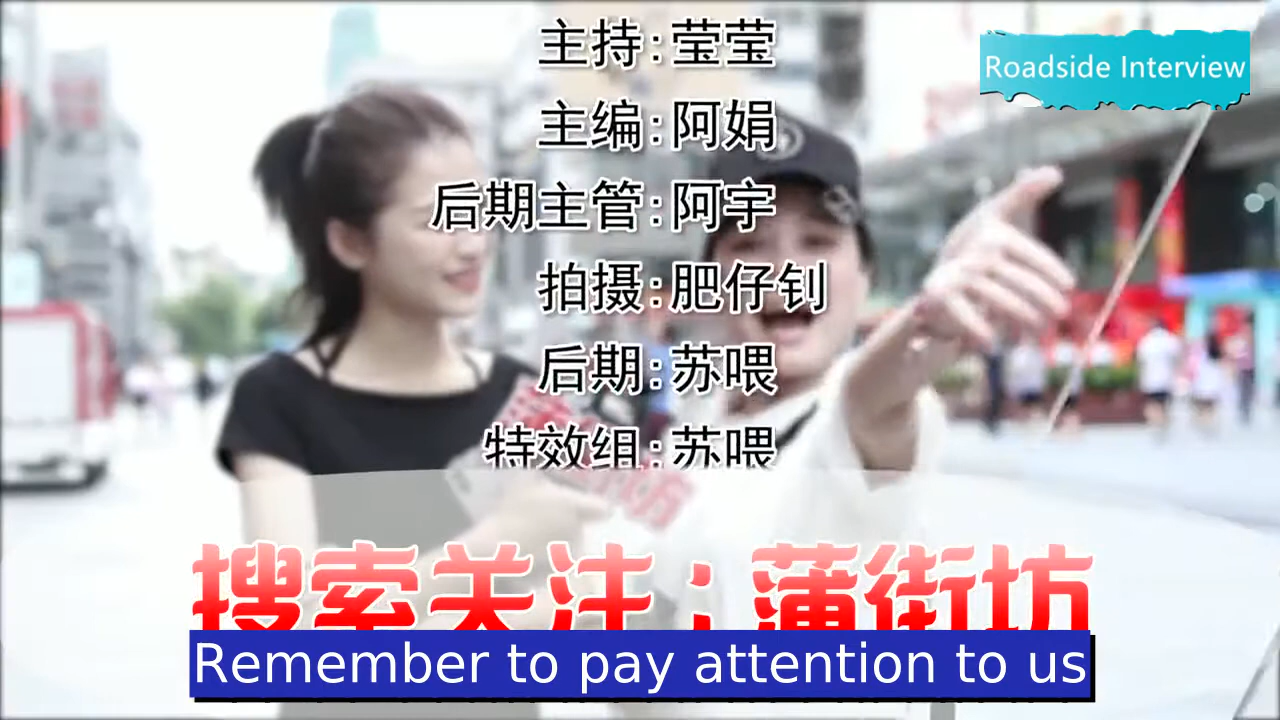 主持:莹莹
Roadside Interview
主编:阿娟
后期主管:阿宇
拍摄:肥仔钊
后期:苏喂
特效组:苏喂
搜索关注:蒲街坊
Remember to pay attention to us